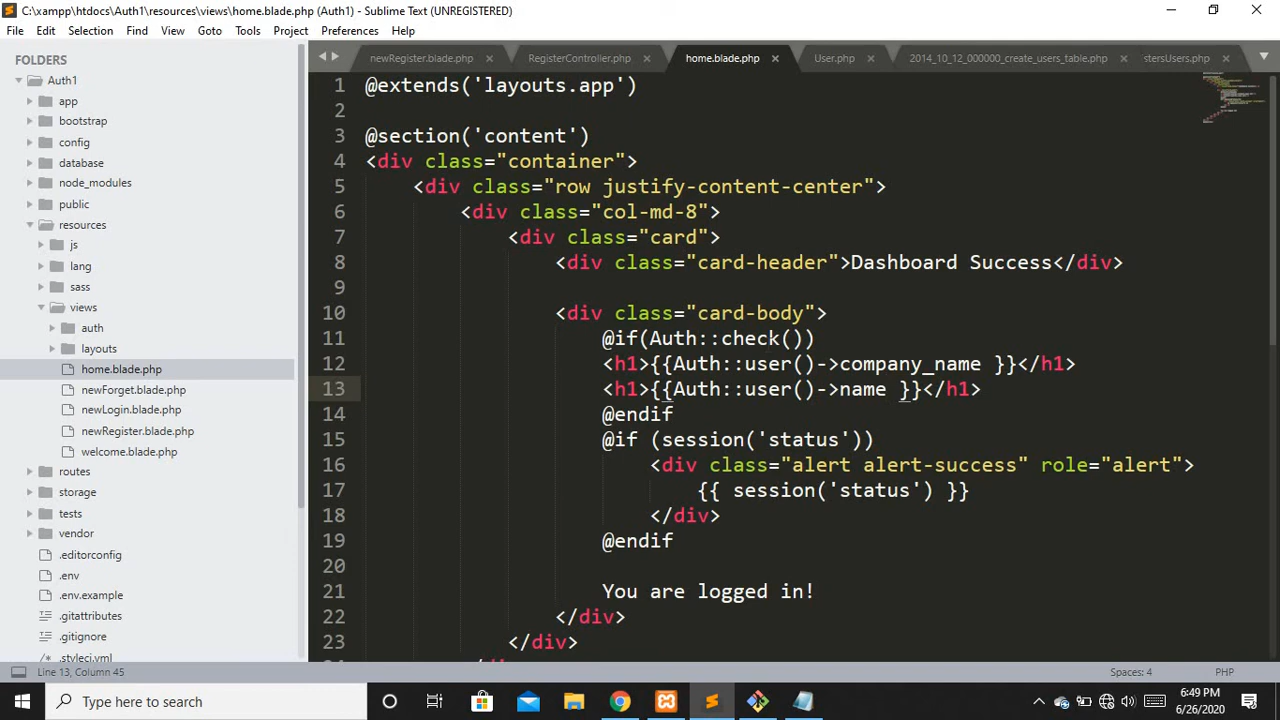 C:\xampp\htdocs\Auth1\resources\views\home.blade.php (Auth1) - Sublime Text (UNREGISTERED)
File Edit Selection Find View Goto Tools Project Preferences Help
FOLDERS
Auth1
app
bootstrap
config
database
node_modules
public
resources
js
lang
sass
views
auth
layouts
home.blade.php
newForget.blade.php
newLogin.blade.php
newRegister.blade.php
welcome.blade.php
routes
storage
tests
vendor
.editorconfig
.env
.env.example
.gitattributes
.gitignore
.styleci.yml
newRegister.blade.php RegisterController.php home.blade.php User.php 2014_10_12_000000_create_users_table.php stersUsers.php
1 @extends('layouts.app')
2
3 @section('content')
4 <div class="container">
5 <div class="row justify-content-center">
6 <div class="col-md-8">
7 <div class="card">
8 <div class="card-header">Dashboard Success</div>
9
10 <div class="card-body">
11 @if(Auth::check())
12 <h1>{{Auth::user()->company_name }}</h1>
13 <h1>{{Auth::user()->name }}</h1>
14 @endif
15 @if (session('status'))
16 <div class="alert alert-success" role="alert">
17 {{ session('status') }}
18 </div>
19 @endif
20
21 You are logged in!
22 </div>
23 </div>
Line 13, Column 45 Spaces: 4 PHP
Type here to search
6:49 PM
6/26/2020